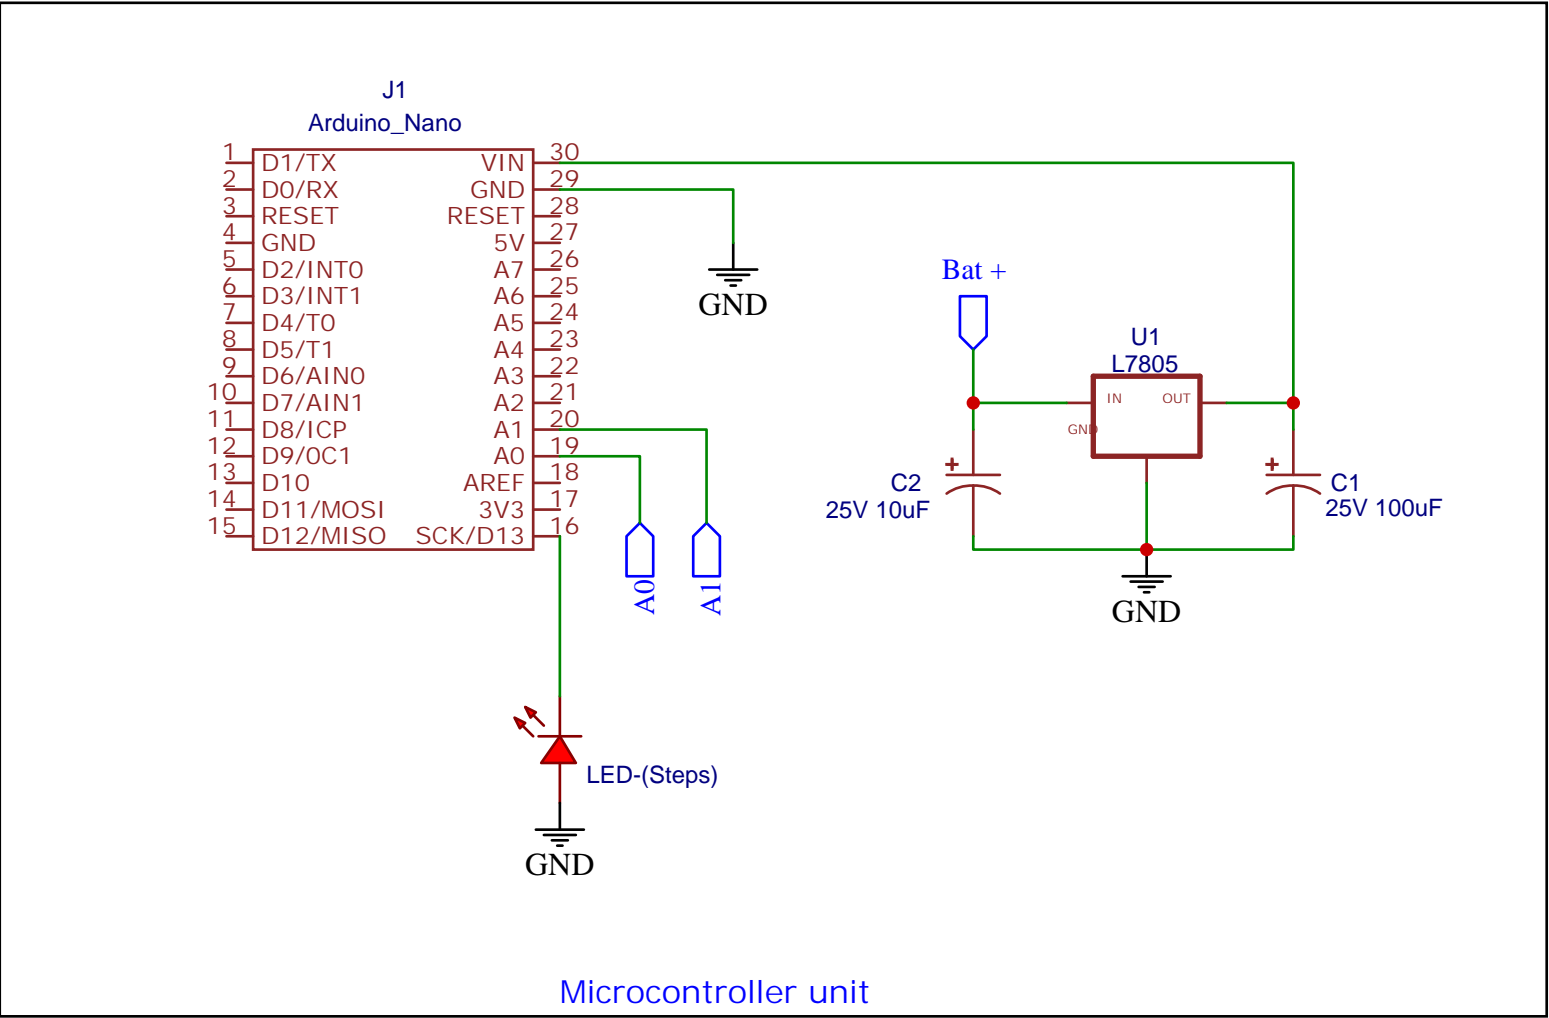 J1
Arduino_Nano
1 D1/TX VIN 30
2 D0/RX GND 29
3 RESET RESET 28
4 GND 5V 27
5 D2/INT0 A7 26
6 D3/INT1 A6 25
7 D4/T0 A5 24
8 D5/T1 A4 23
9 D6/AIN0 A3 22
10 D7/AIN1 A2 21
11 D8/ICP A1 20
12 D9/0C1 A0 19
13 D10 AREF 18
14 D11/MOSI 3V3 17
15 D12/MISO SCK/D13 16
GND
Bat +
U1
L7805
IN OUT
GND
+
C2
25V 10uF
+
C1
25V 100uF
GND
A0
A1
LED-(Steps)
GND
Microcontroller unit